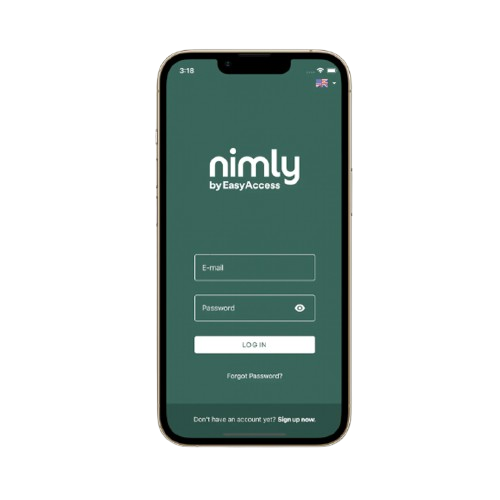 3:18
nimly
by EasyAccess
E-mail
Password
LOG IN
Forgot Password?
Don't have an account yet? Sign up now.